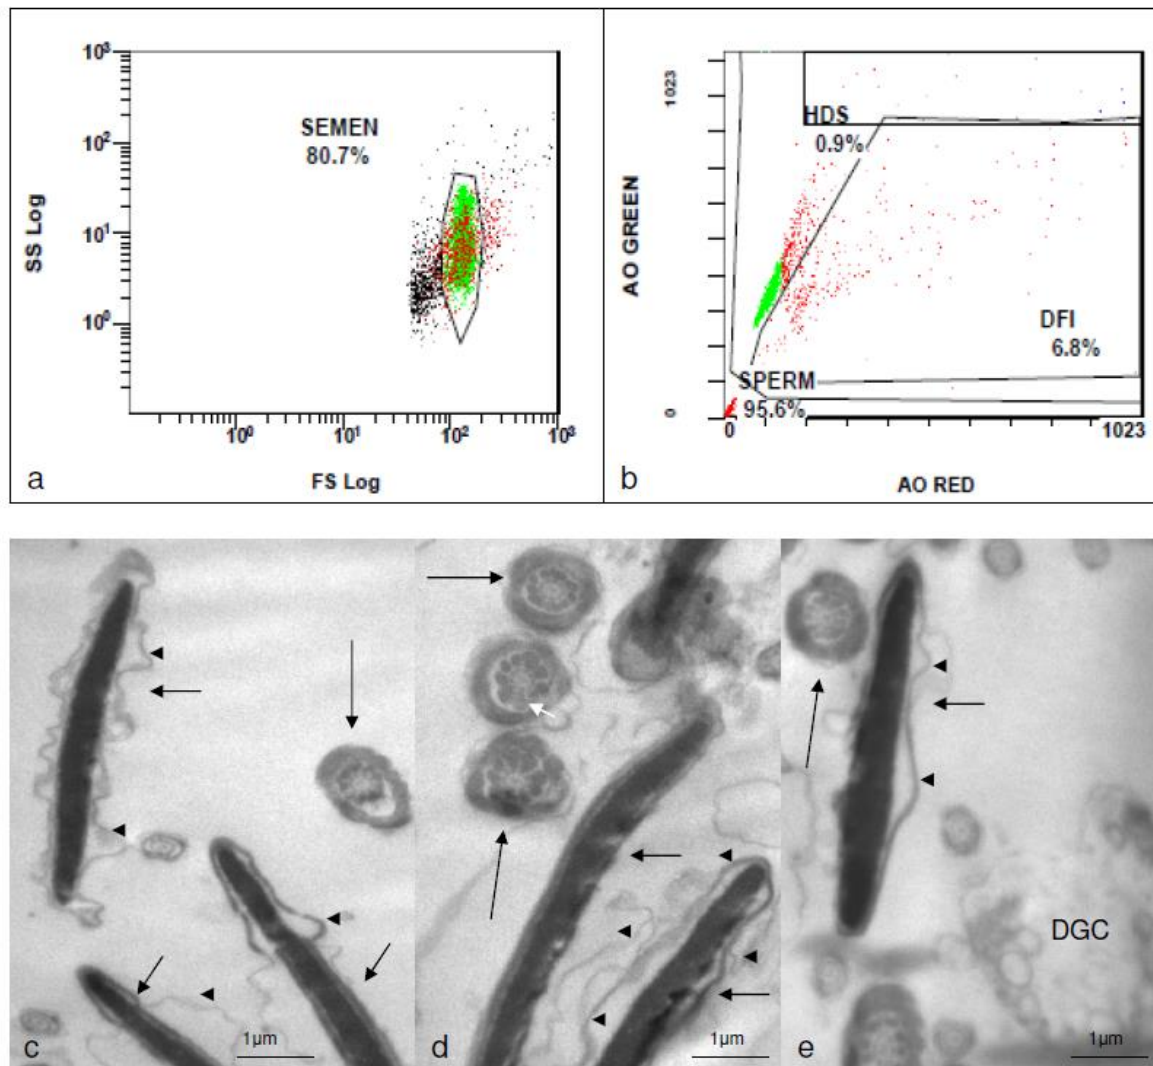 10³
10²
10¹
10⁰
SS Log
SEMEN
80.7%
10⁰
10¹
10²
10³
FS Log
a
1023
0
AO GREEN
HDS
0.9%
DFI
6.8%
SPERM
95.6%
0
1023
AO RED
b
c
1µm
d
1µm
DGC
e
1µm